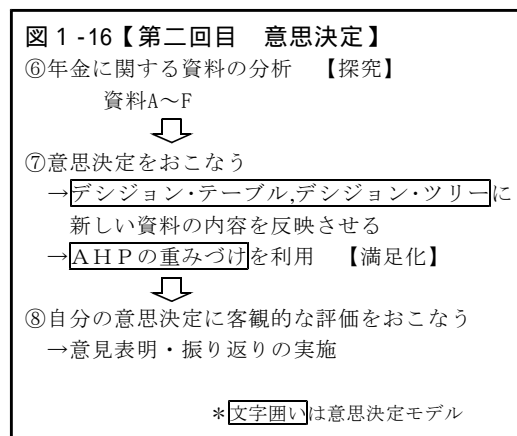 図1-16【第二回目 意思決定】
⑥年金に関する資料の分析 【探究】
資料A～F
⑦意思決定をおこなう
→デシジョン・テーブル,デシジョン・ツリーに
新しい資料の内容を反映させる
→AHPの重みづけを利用 【満足化】
⑧自分の意思決定に客観的な評価をおこなう
→意見表明・振り返りの実施
＊文字囲いは意思決定モデル